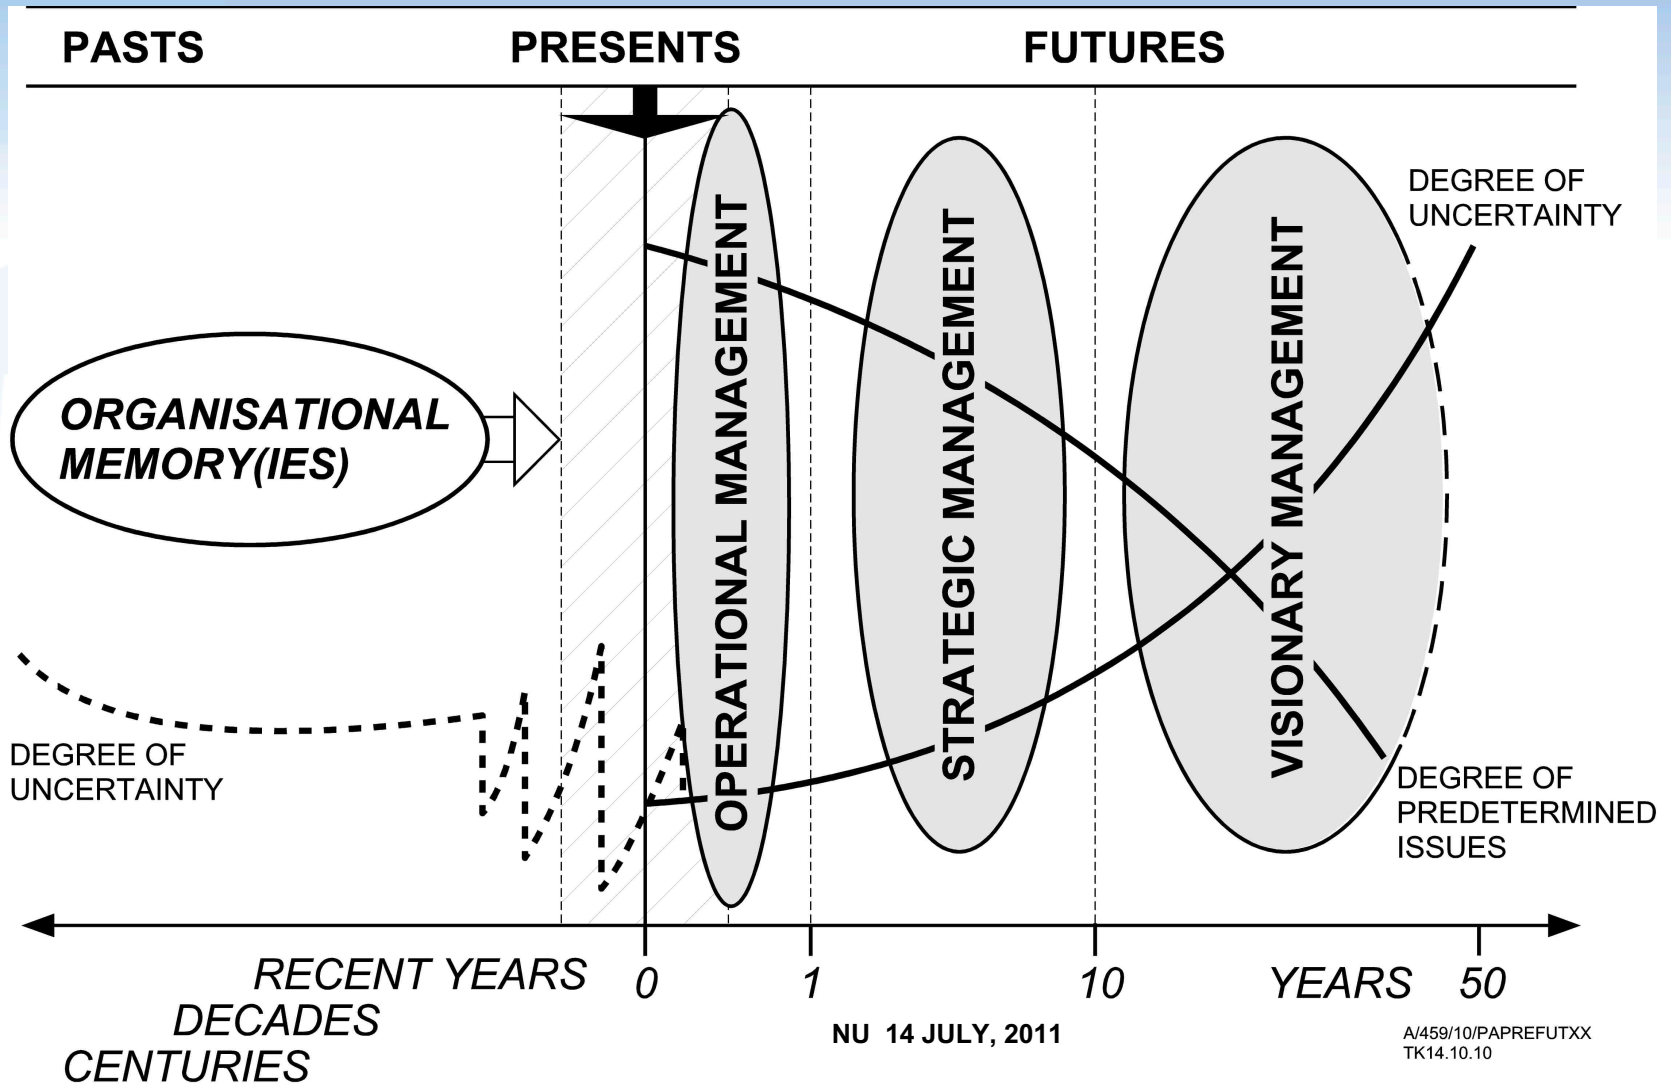 PASTS
PRESENTS
FUTURES
DEGREE OF
UNCERTAINTY
ORGANISATIONAL
MEMORY(IES)
OPERATIONAL MANAGEMENT
STRATEGIC MANAGEMENT
VISIONARY MANAGEMENT
DEGREE OF
UNCERTAINTY
DEGREE OF
PREDETERMINED
ISSUES
RECENT YEARS
DECADES
CENTURIES
0
1
10
YEARS
50
NU 14 JULY, 2011
A/459/10/PAPREFUTXX
TK14.10.10